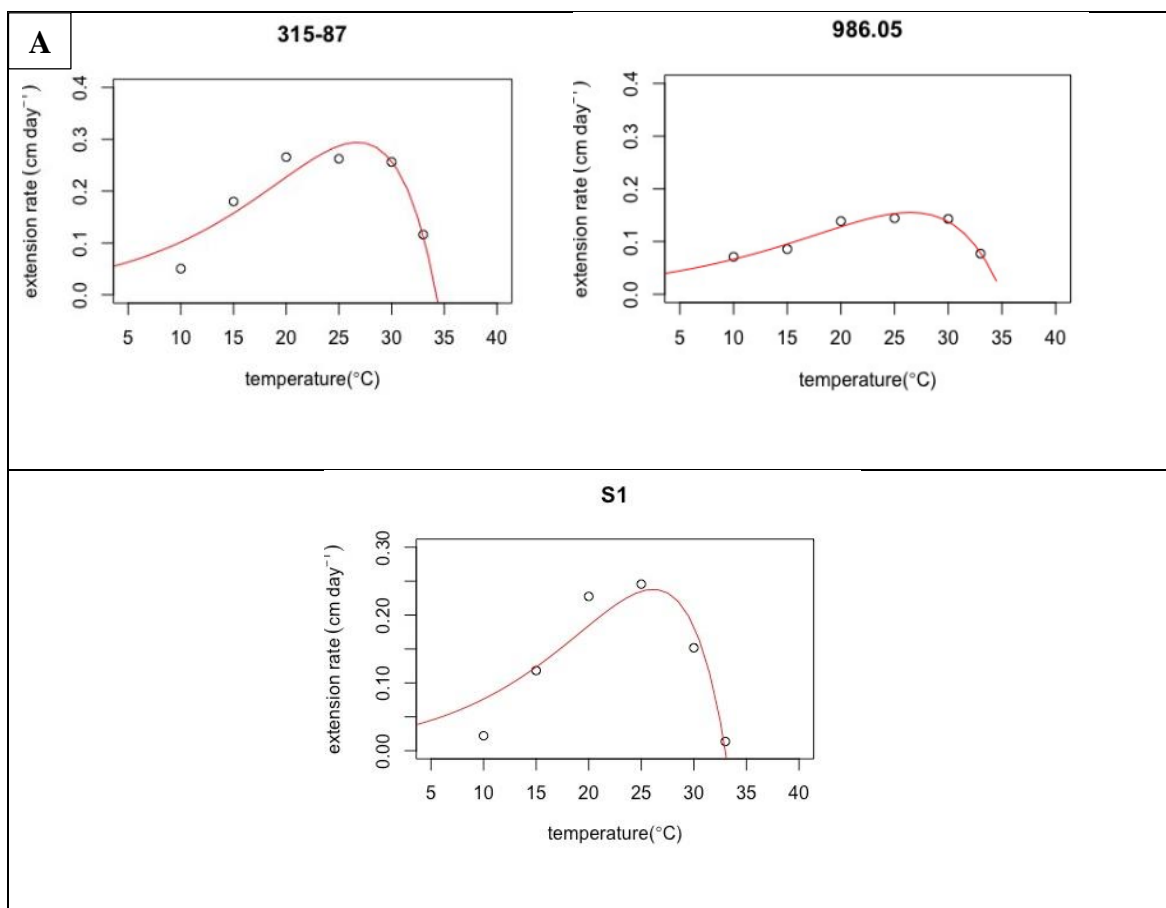 A
315-87
extension rate (cm day⁻¹)
0.0 0.1 0.2 0.3 0.4
5 10 15 20 25 30 35 40
temperature(°C)
986.05
extension rate (cm day⁻¹)
0.0 0.1 0.2 0.3 0.4
5 10 15 20 25 30 35 40
temperature(°C)
S1
extension rate (cm day⁻¹)
0.00 0.10 0.20 0.30
5 10 15 20 25 30 35 40
temperature(°C)